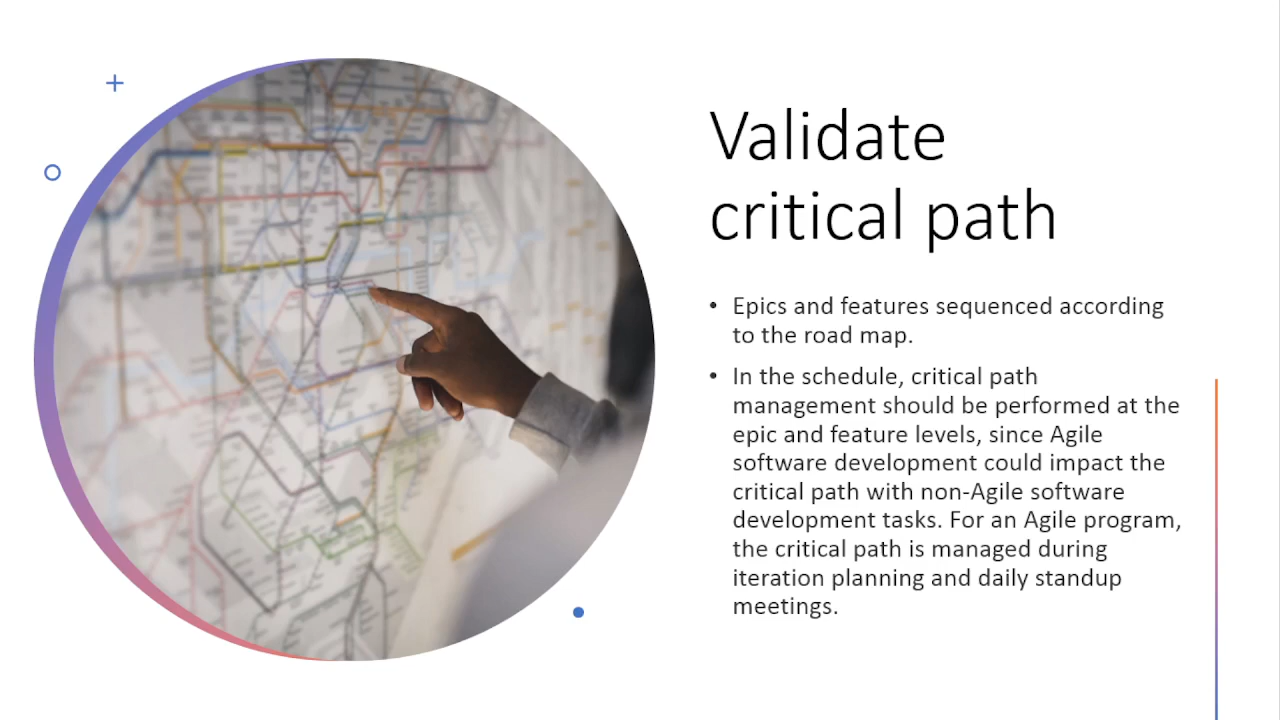 Validate
critical path
• Epics and features sequenced according
to the road map.
• In the schedule, critical path
management should be performed at the
epic and feature levels, since Agile
software development could impact the
critical path with non-Agile software
development tasks. For an Agile program,
the critical path is managed during
iteration planning and daily standup
meetings.